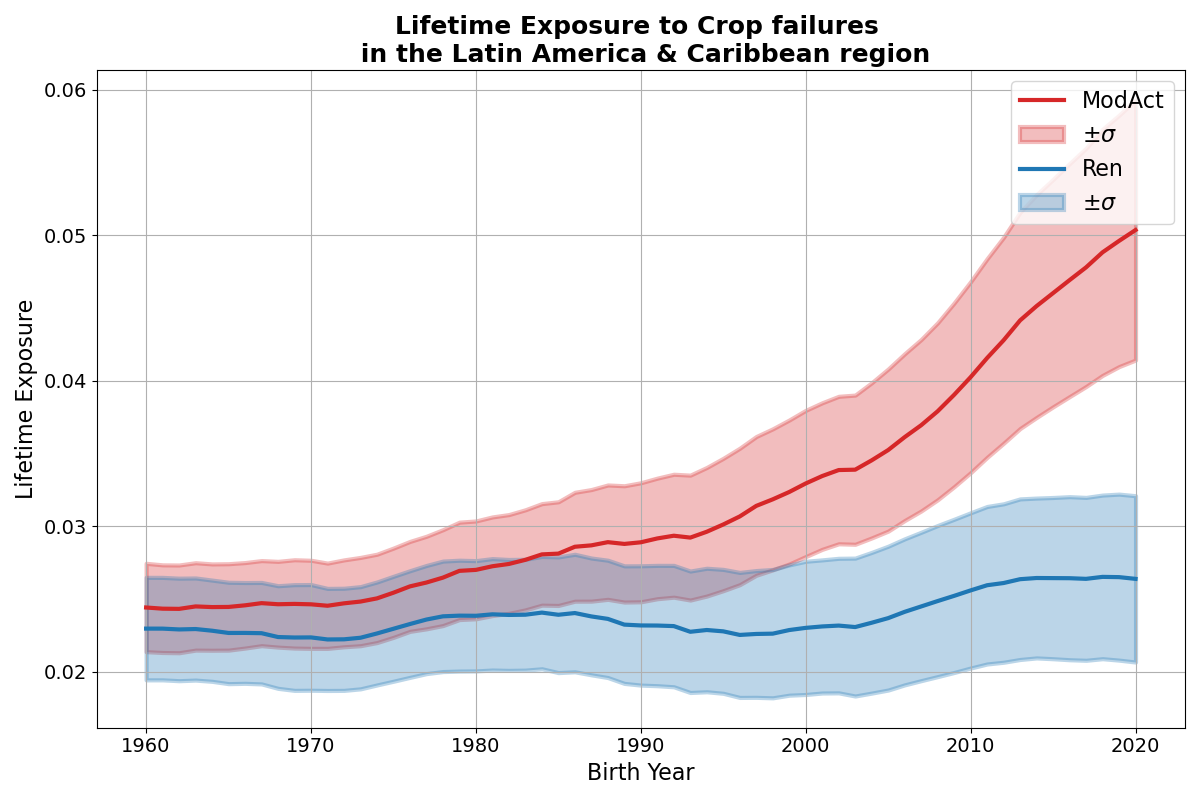 Lifetime Exposure to Crop failures
in the Latin America & Caribbean region
ModAct
±σ
Ren
±σ
0.06
0.05
0.04
0.03
0.02
Lifetime Exposure
1960 1970 1980 1990 2000 2010 2020
Birth Year